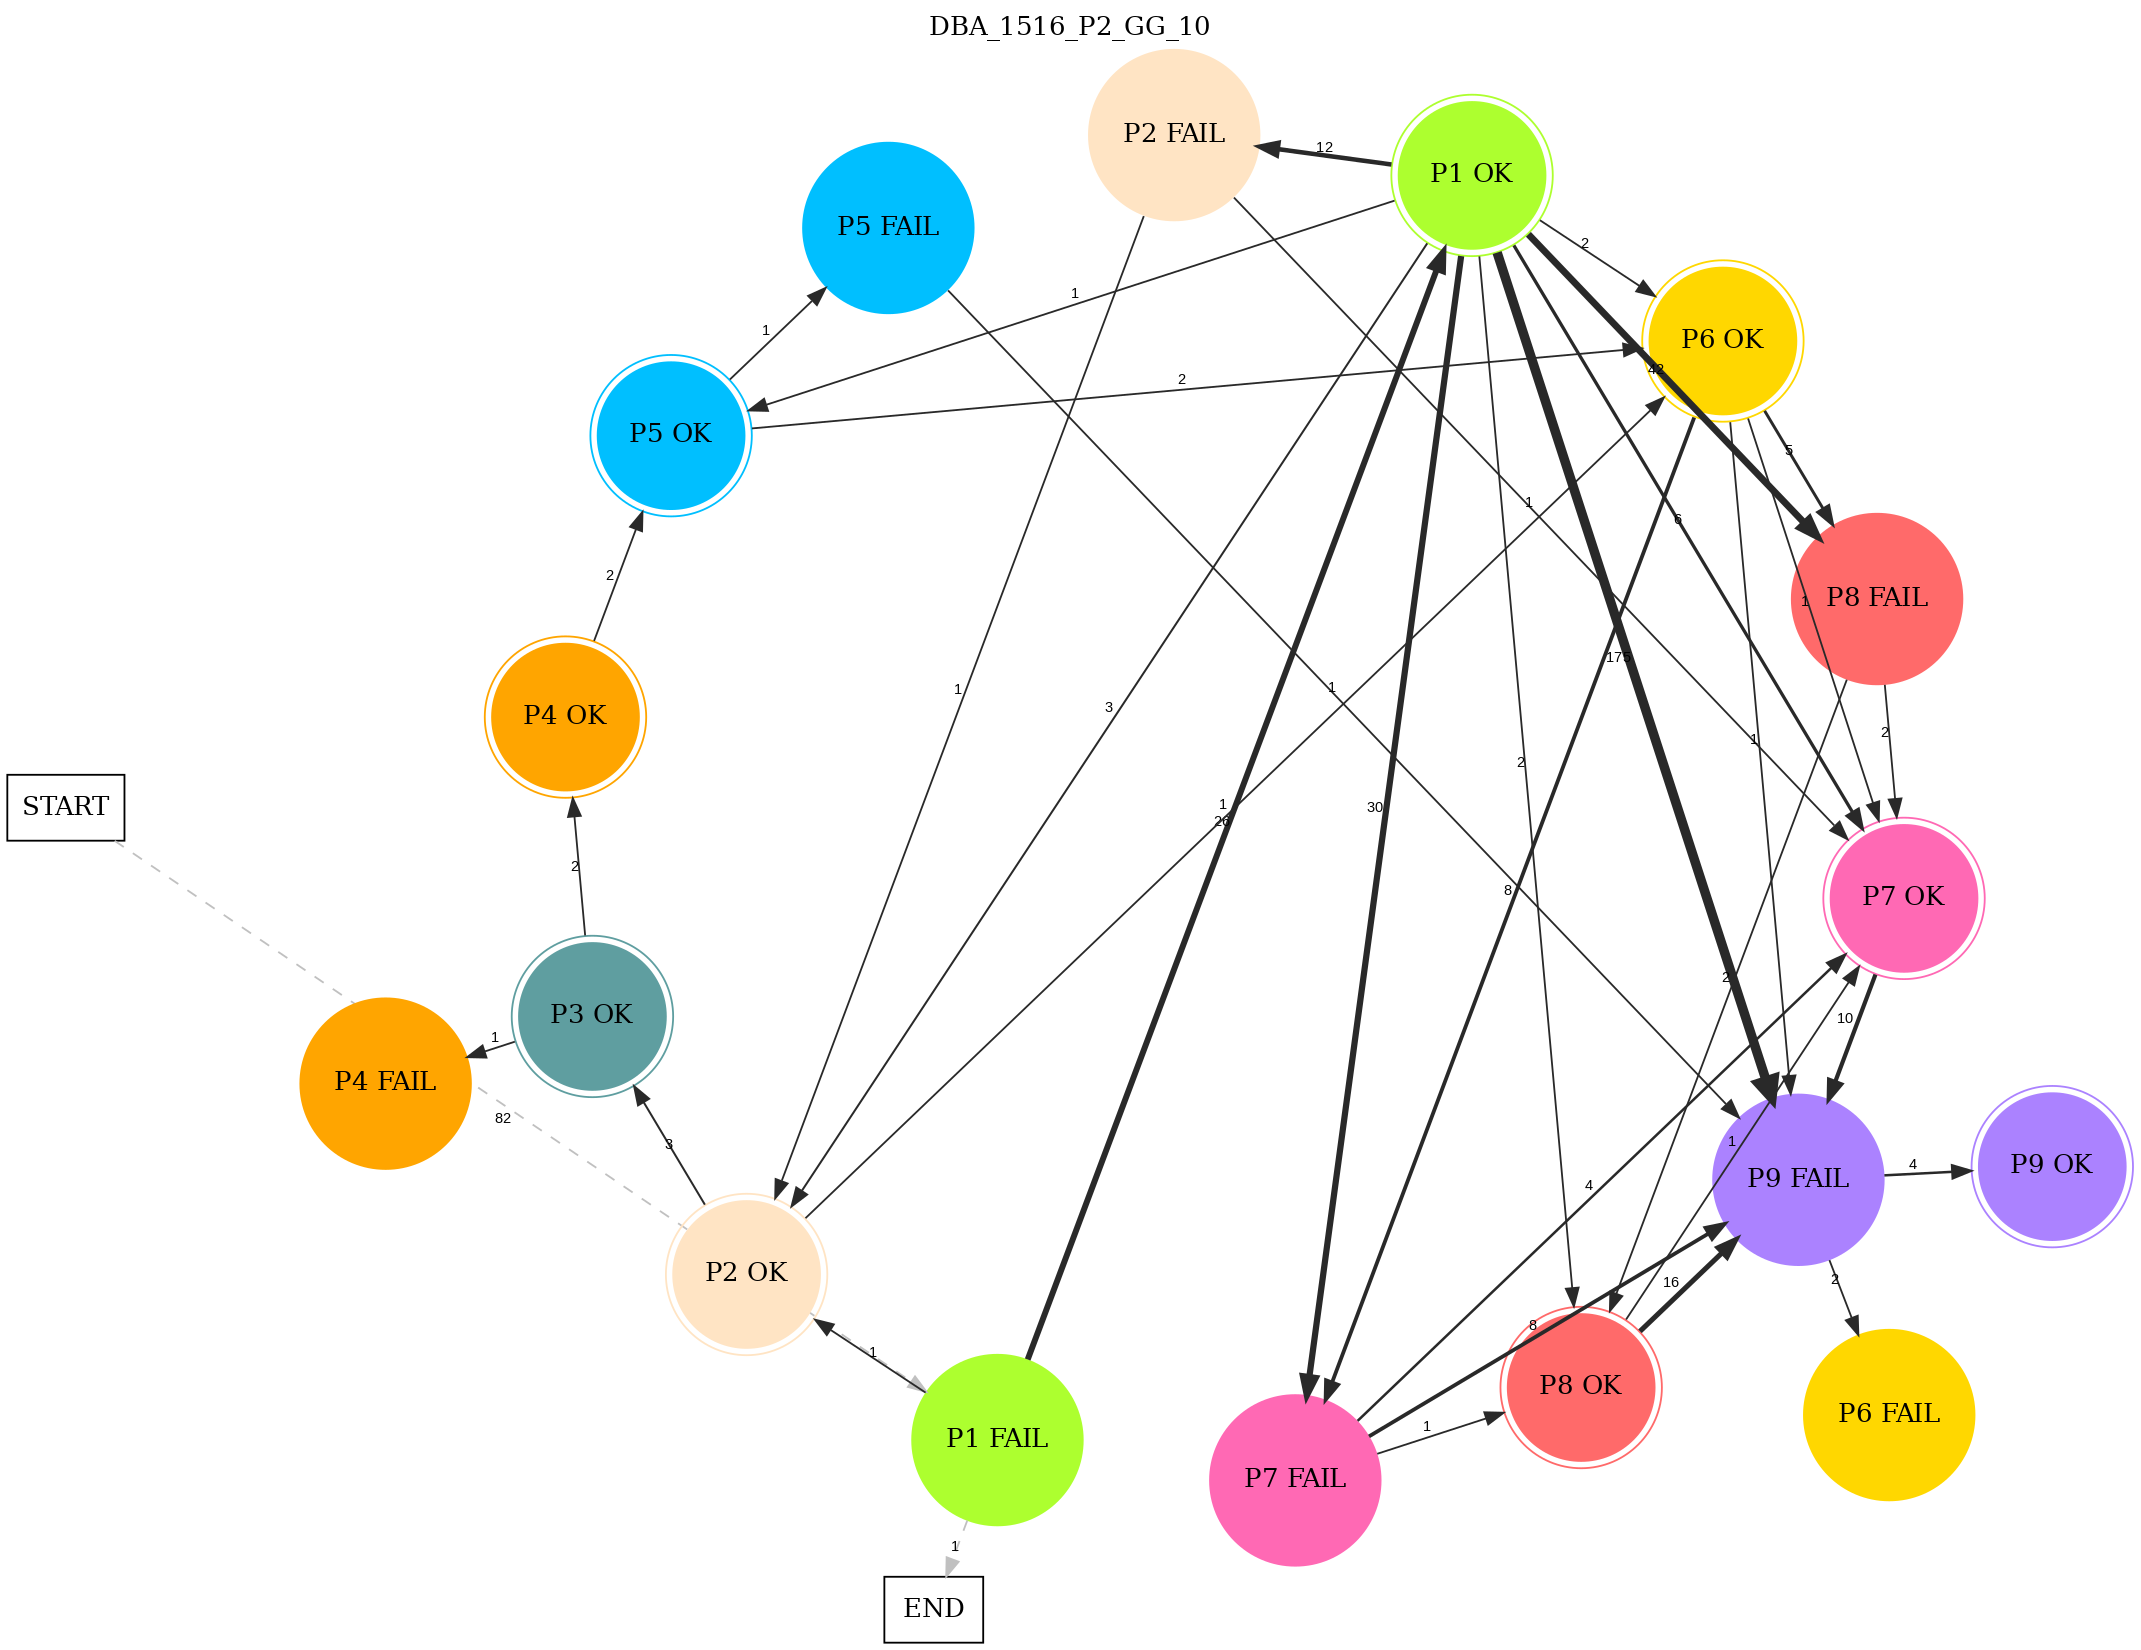 DBA_1516_P2_GG_10
P2 FAIL
12
P1 OK
P5 FAIL
2
1
1
P6 OK
42
2
P5 OK
5
1
6
2
P8 FAIL
1
175
1
1
3
P4 OK
2
1
2
START
1
30
26
2
8
P7 OK
2
P3 OK
10
1
P4 FAIL
82
3
1
P9 OK
4
P9 FAIL
4
P2 OK
16
2
8
1
P8 OK
P6 FAIL
1
P1 FAIL
P7 FAIL
1
END